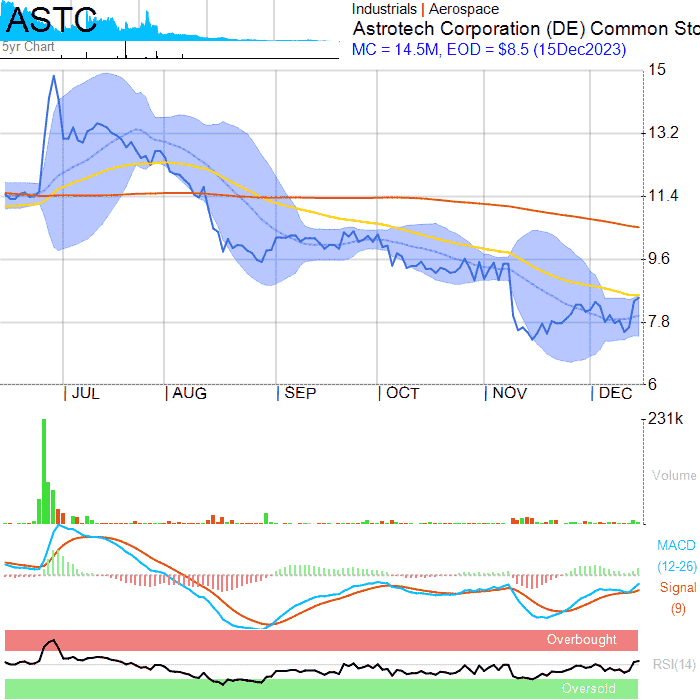 ASTC
5yr Chart
Industrials | Aerospace
Astrotech Corporation (DE) Common Sto
MC = 14.5M, EOD = $8.5 (15Dec2023)
15
13.2
11.4
9.6
7.8
6
JUL AUG SEP OCT NOV DEC
231k
Volume
MACD
(12-26)
Signal
(9)
Overbought
RSI(14)
Oversold